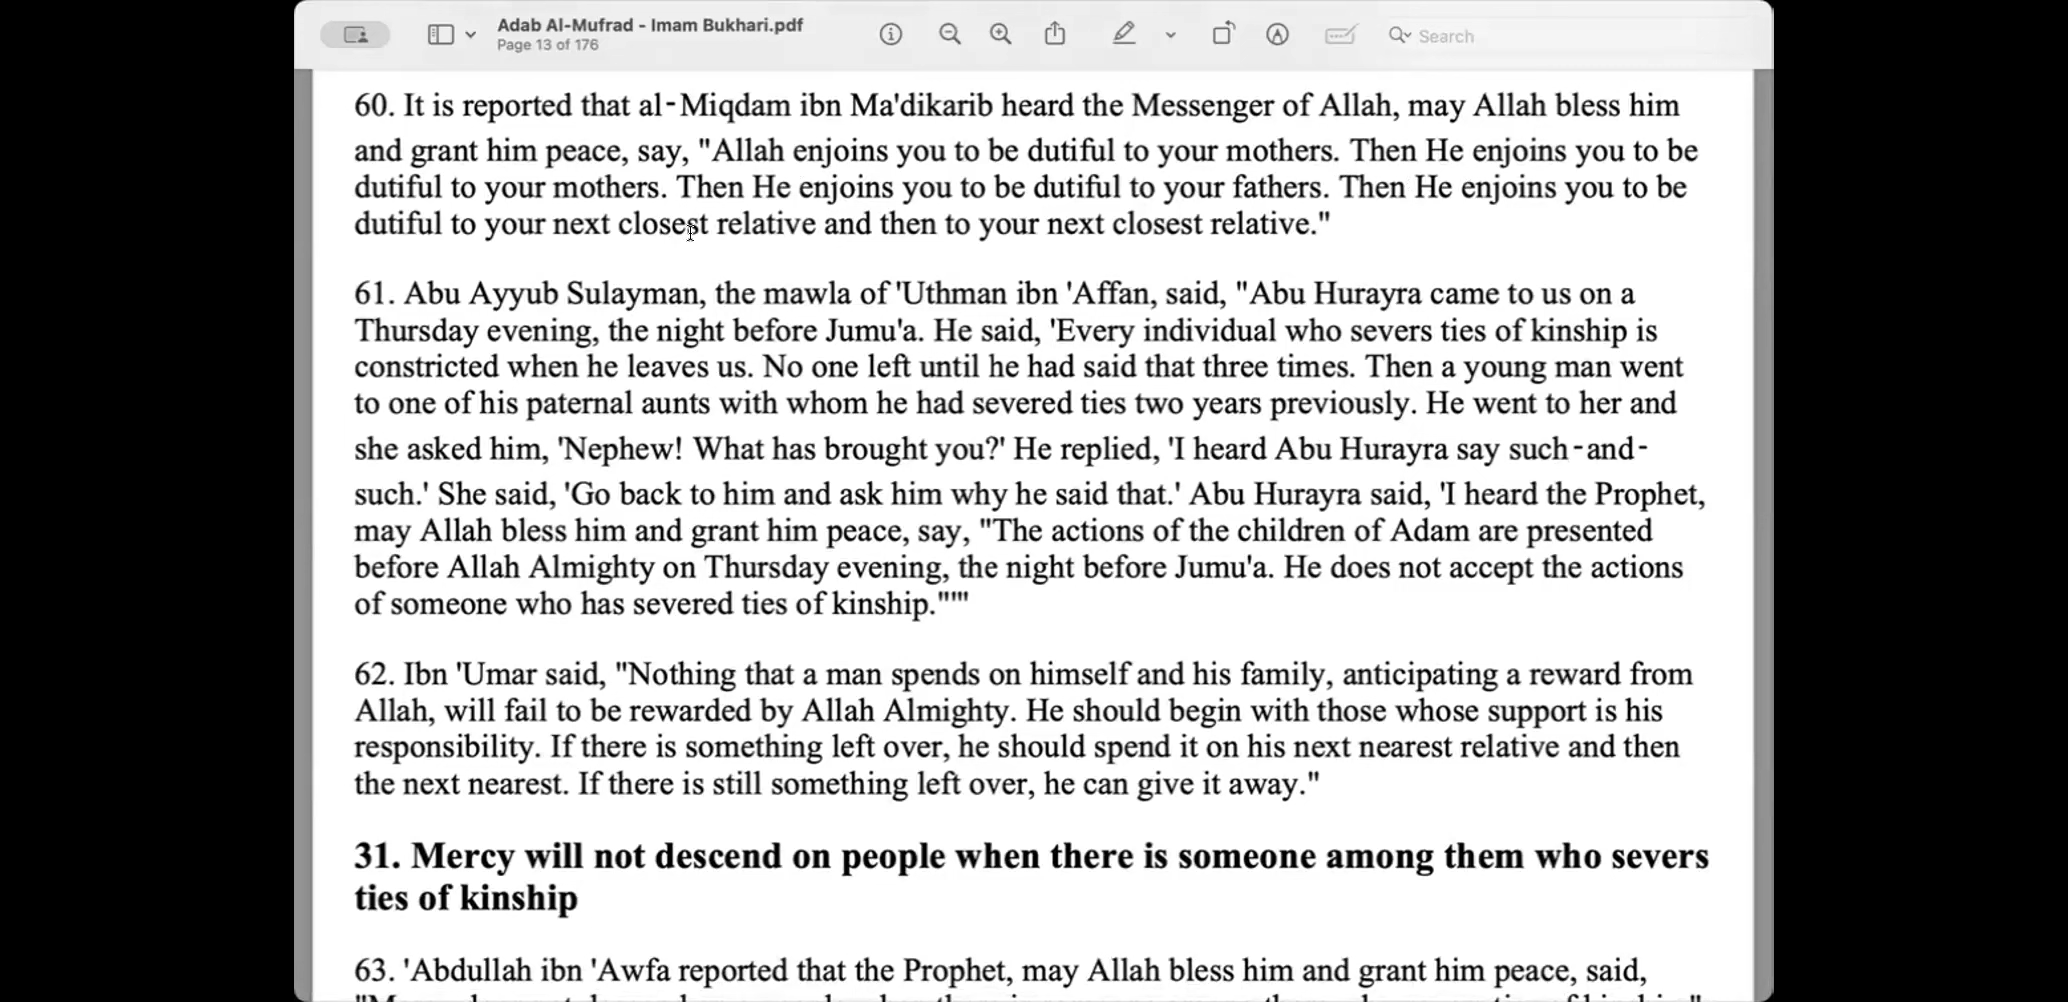 Adab Al-Mufrad - Imam Bukhari.pdf
Page 13 of 176
Search
60. It is reported that al-Miqdam ibn Ma'dikarib heard the Messenger of Allah, may Allah bless him
and grant him peace, say, "Allah enjoins you to be dutiful to your mothers. Then He enjoins you to be
dutiful to your mothers. Then He enjoins you to be dutiful to your fathers. Then He enjoins you to be
dutiful to your next closest relative and then to your next closest relative."
61. Abu Ayyub Sulayman, the mawla of 'Uthman ibn 'Affan, said, "Abu Hurayra came to us on a
Thursday evening, the night before Jumu'a. He said, 'Every individual who severs ties of kinship is
constricted when he leaves us. No one left until he had said that three times. Then a young man went
to one of his paternal aunts with whom he had severed ties two years previously. He went to her and
she asked him, 'Nephew! What has brought you?' He replied, 'I heard Abu Hurayra say such-and-
such.' She said, 'Go back to him and ask him why he said that.' Abu Hurayra said, 'I heard the Prophet,
may Allah bless him and grant him peace, say, "The actions of the children of Adam are presented
before Allah Almighty on Thursday evening, the night before Jumu'a. He does not accept the actions
of someone who has severed ties of kinship.""'"
62. Ibn 'Umar said, "Nothing that a man spends on himself and his family, anticipating a reward from
Allah, will fail to be rewarded by Allah Almighty. He should begin with those whose support is his
responsibility. If there is something left over, he should spend it on his next nearest relative and then
the next nearest. If there is still something left over, he can give it away."
31. Mercy will not descend on people when there is someone among them who severs
ties of kinship
63. 'Abdullah ibn 'Awfa reported that the Prophet, may Allah bless him and grant him peace, said,